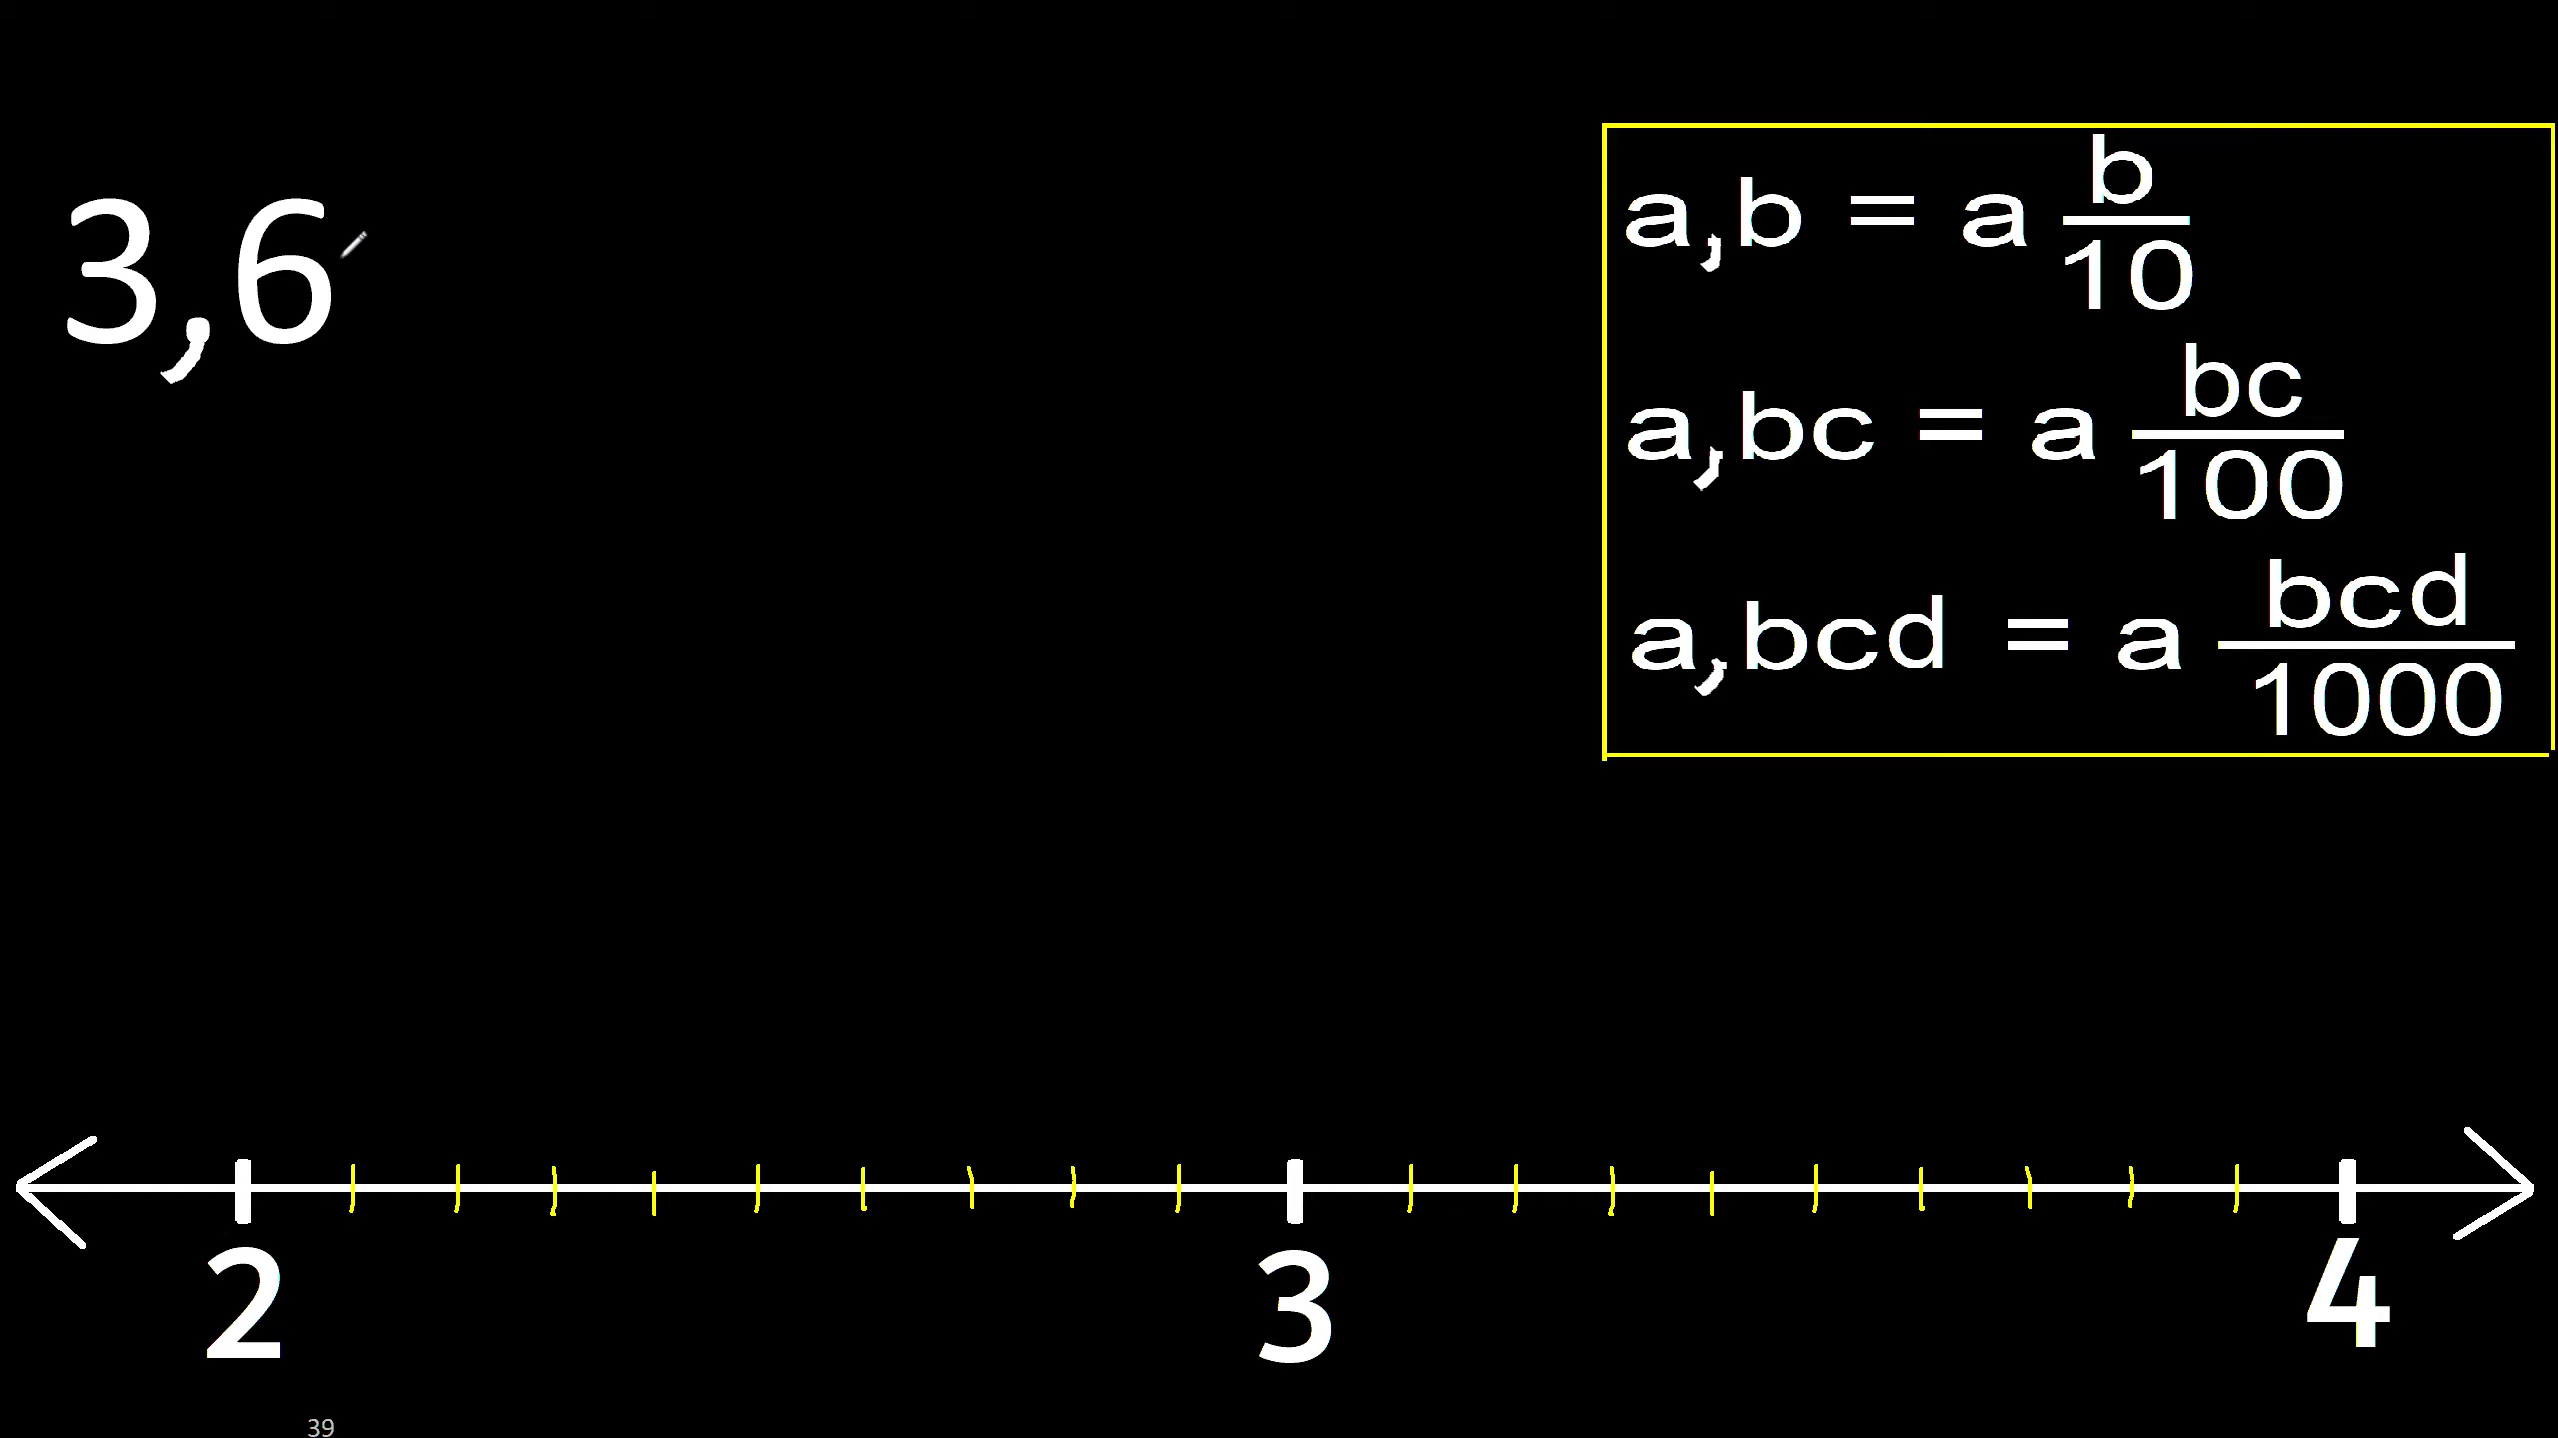 3,6
a,b = a b/10
a,bc = a bc/100
a,bcd = a bcd/1000
2 3 4
39